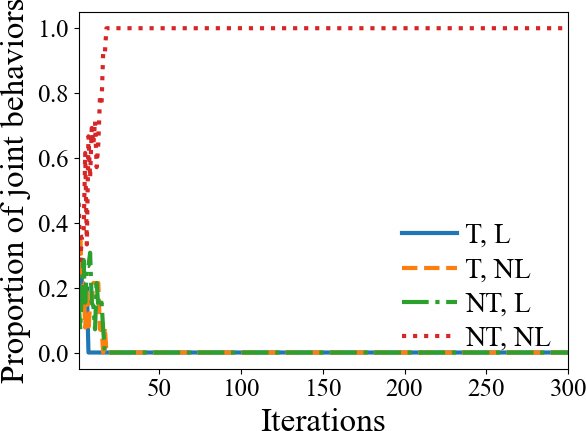 Proportion of joint behaviors
1.0
0.8
0.6
0.4
0.2
0.0
T, L
T, NL
NT, L
NT, NL
50
100
150
200
250
300
Iterations